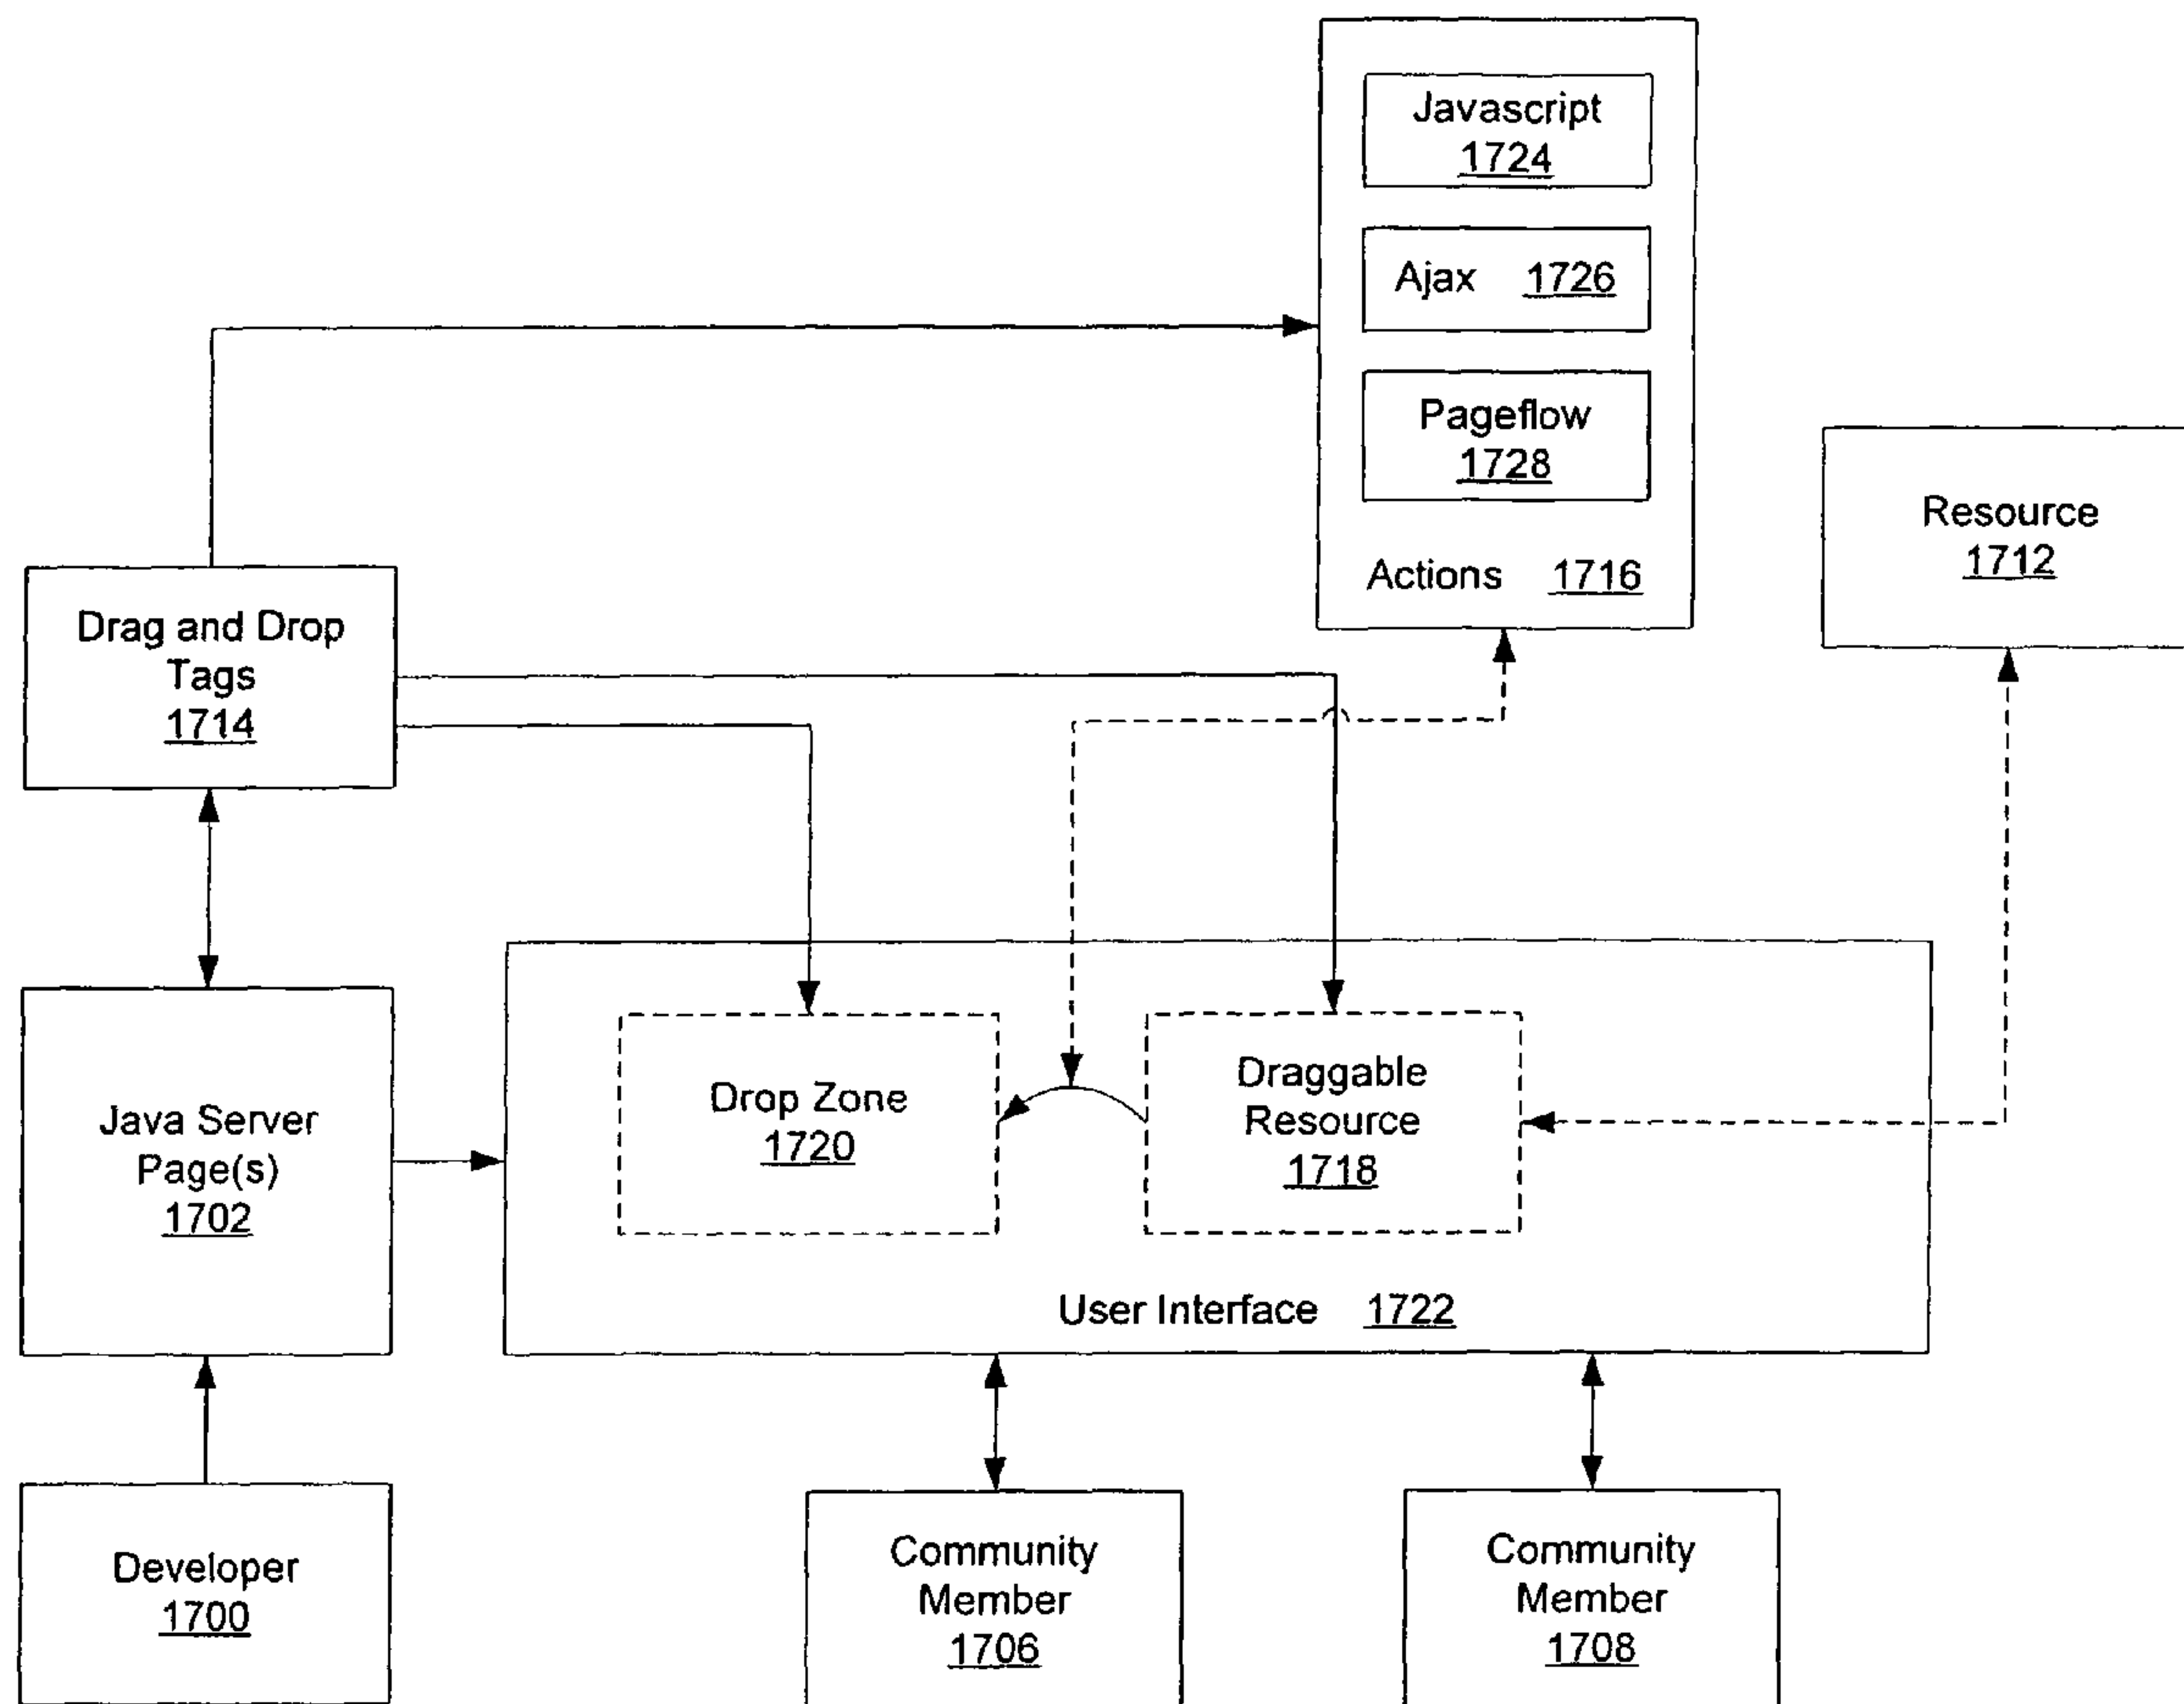 Javascript
1724
Ajax 1726
Pageflow
1728
Actions 1716
Resource
1712
Drag and Drop
Tags
1714
Drop Zone
1720
Draggable
Resource
1718
Java Server
Page(s)
1702
User Interface 1722
Developer
1700
Community
Member
1706
Community
Member
1708